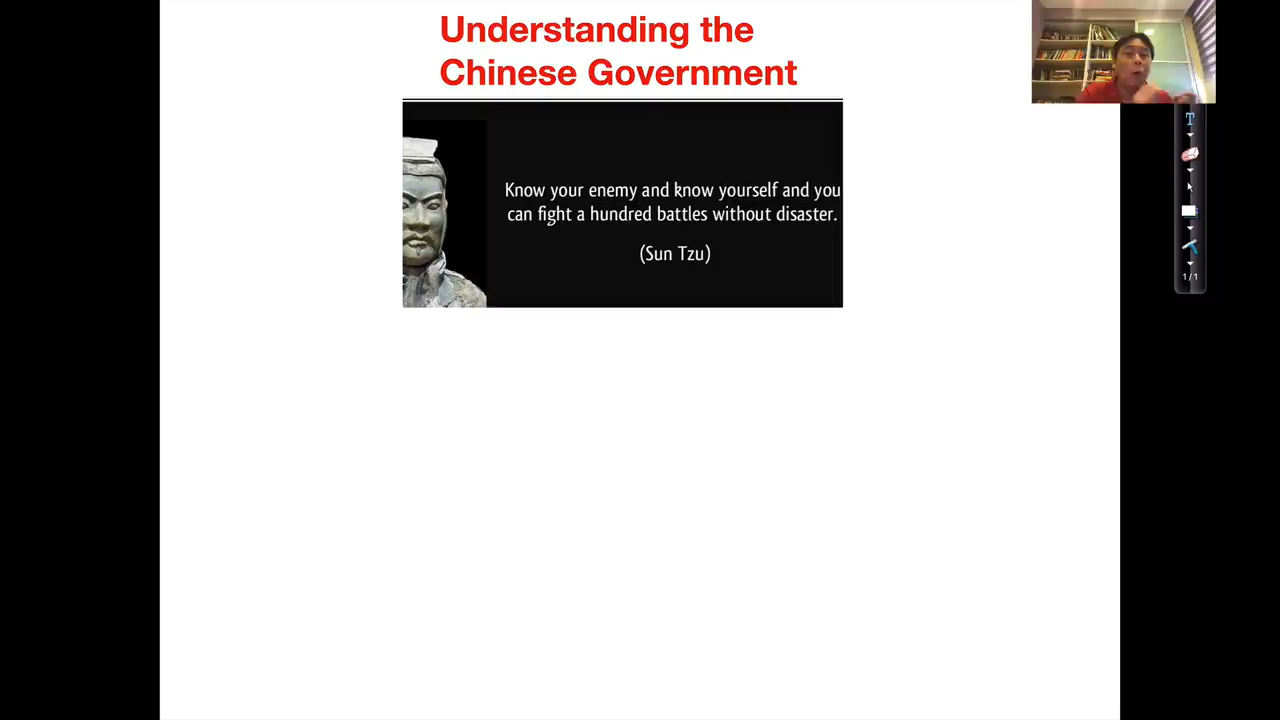 Understanding the
Chinese Government
Know your enemy and know yourself and you
can fight a hundred battles without disaster.
(Sun Tzu)
T
1/1